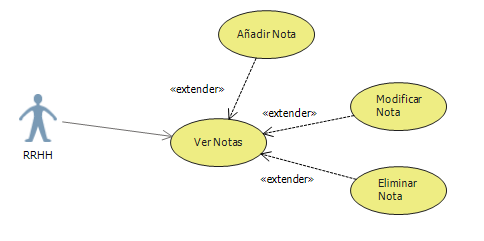 Añadir Nota
«extender»
Modificar
Nota
«extender»
RRHH
Ver Notas
«extender»
Eliminar
Nota